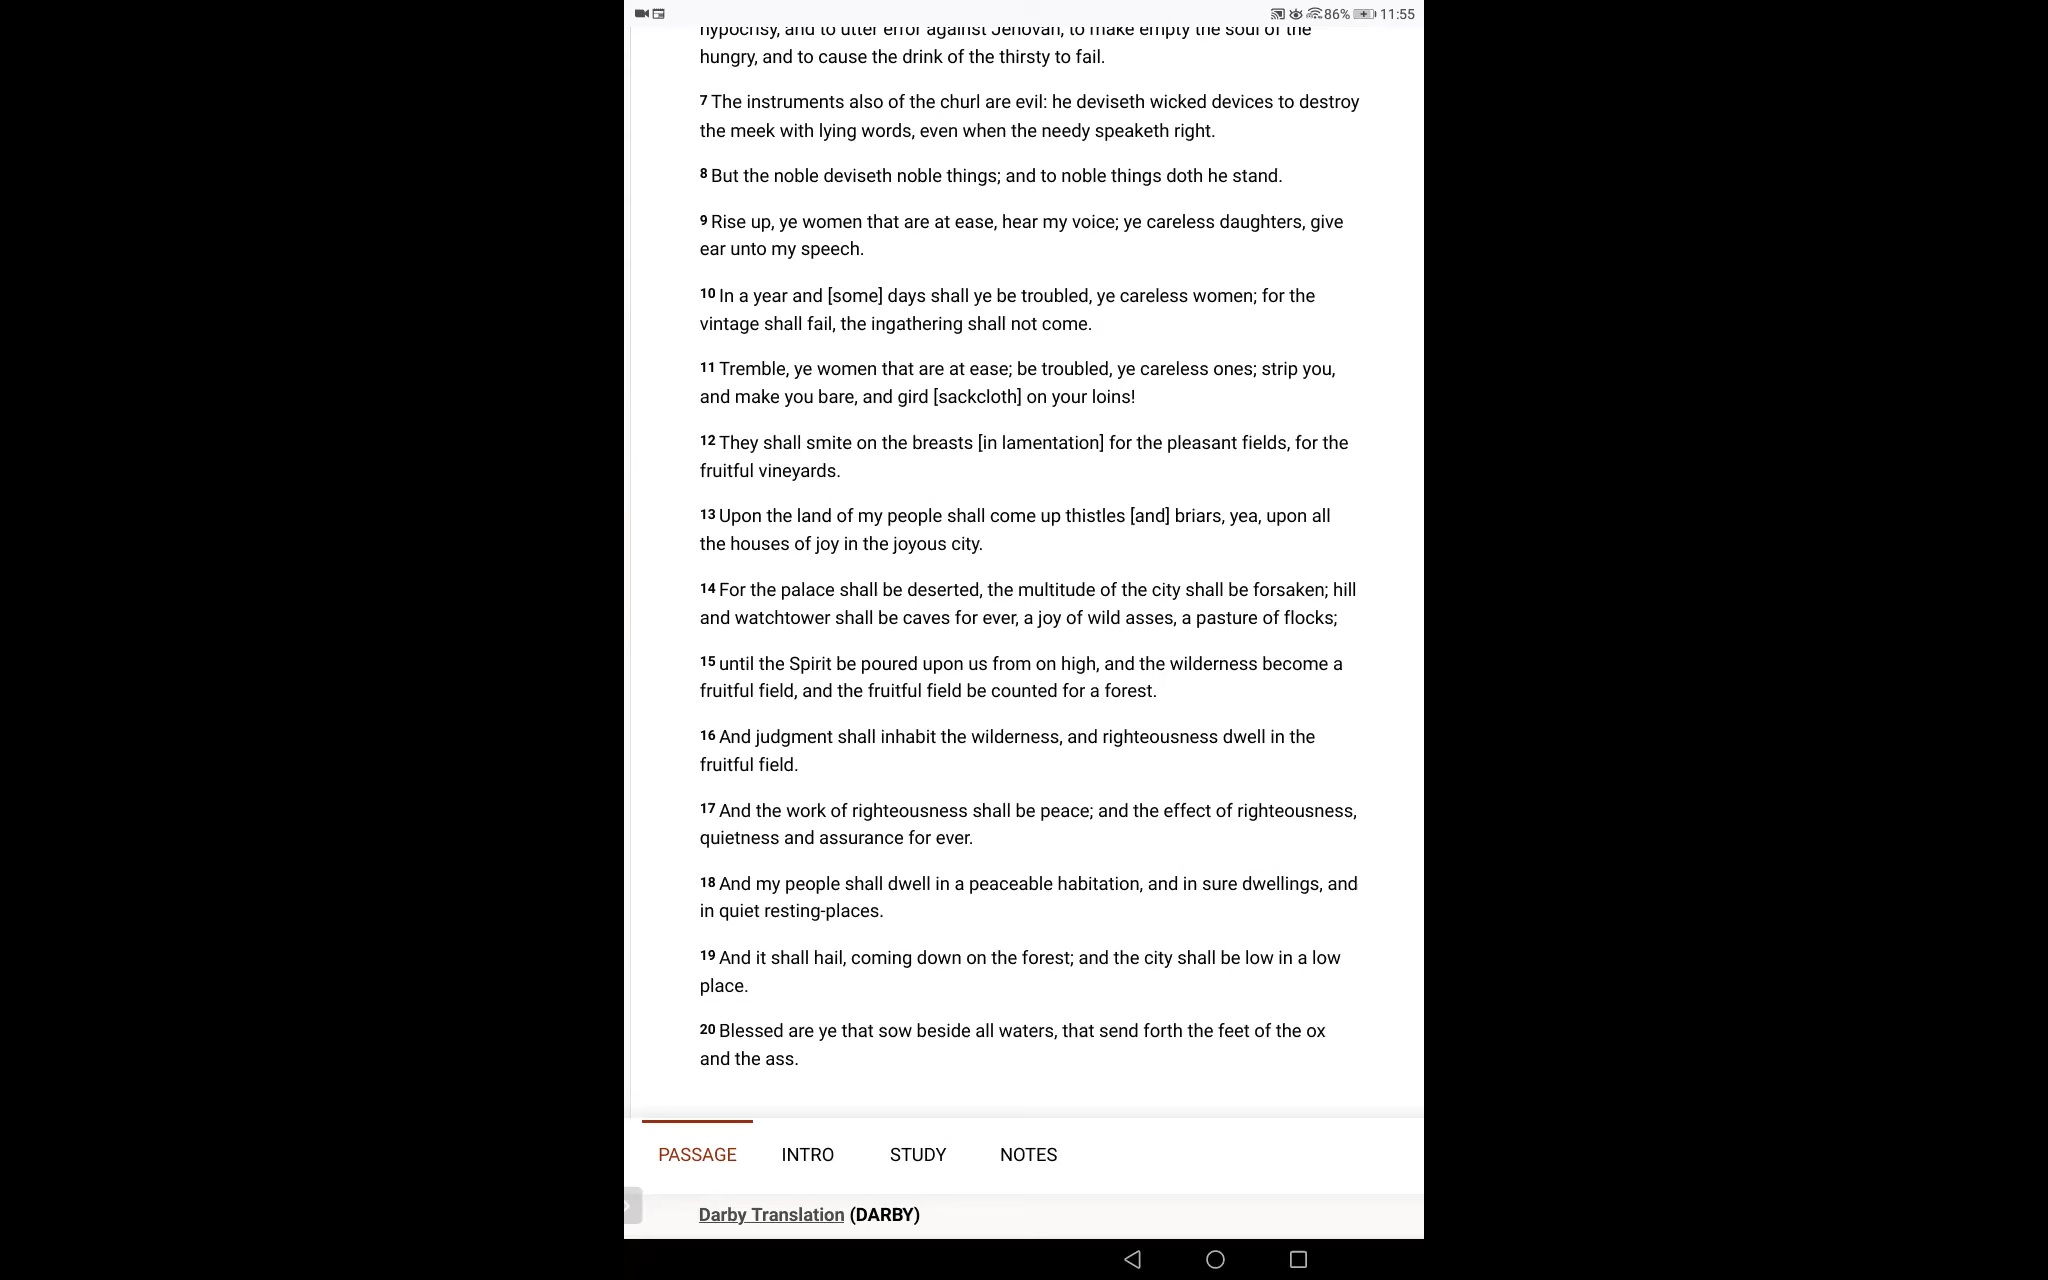 86% 11:55
hypocrisy, and to utter error against Jehovah, to make empty the soul of the
hungry, and to cause the drink of the thirsty to fail.
7 The instruments also of the churl are evil: he deviseth wicked devices to destroy
the meek with lying words, even when the needy speaketh right.
8 But the noble deviseth noble things; and to noble things doth he stand.
9 Rise up, ye women that are at ease, hear my voice; ye careless daughters, give
ear unto my speech.
10 In a year and [some] days shall ye be troubled, ye careless women; for the
vintage shall fail, the ingathering shall not come.
11 Tremble, ye women that are at ease; be troubled, ye careless ones; strip you,
and make you bare, and gird [sackcloth] on your loins!
12 They shall smite on the breasts [in lamentation] for the pleasant fields, for the
fruitful vineyards.
13 Upon the land of my people shall come up thistles [and] briars, yea, upon all
the houses of joy in the joyous city.
14 For the palace shall be deserted, the multitude of the city shall be forsaken; hill
and watchtower shall be caves for ever, a joy of wild asses, a pasture of flocks;
15 until the Spirit be poured upon us from on high, and the wilderness become a
fruitful field, and the fruitful field be counted for a forest.
16 And judgment shall inhabit the wilderness, and righteousness dwell in the
fruitful field.
17 And the work of righteousness shall be peace; and the effect of righteousness,
quietness and assurance for ever.
18 And my people shall dwell in a peaceable habitation, and in sure dwellings, and
in quiet resting-places.
19 And it shall hail, coming down on the forest; and the city shall be low in a low
place.
20 Blessed are ye that sow beside all waters, that send forth the feet of the ox
and the ass.
PASSAGE INTRO STUDY NOTES
Darby Translation (DARBY)